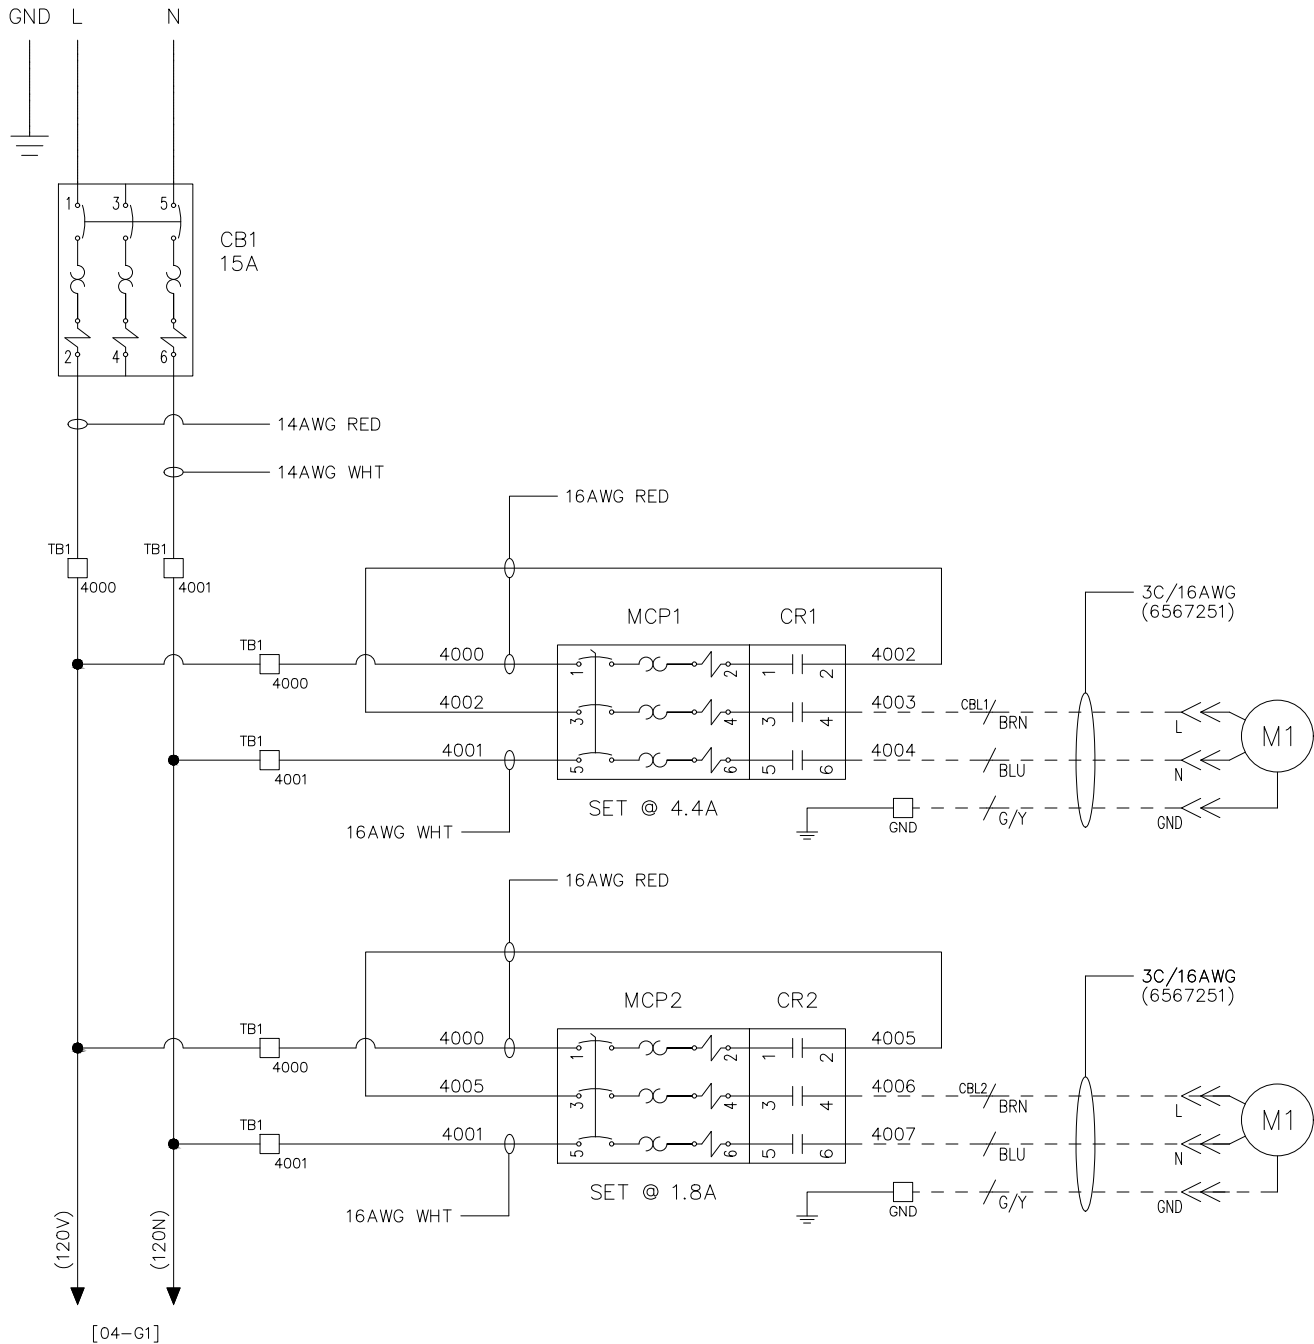 GND L N
1 3 5
CB1
15A
2 4 6
14AWG RED
14AWG WHT
16AWG RED
TB1 TB1
4000 4001
3C/16AWG
(6567251)
MCP1 CR1
TB1 4000 1 2 1 2 4002
4000
4002 3 4 3 4 4003 CBL1 BRN L M1
TB1 4001 5 6 5 6 4004 BLU N
4001
SET @ 4.4A
GND G/Y GND
16AWG WHT
16AWG RED
3C/16AWG
(6567251)
MCP2 CR2
TB1 4000 1 2 1 2 4005
4000
4005 3 4 3 4 4006 CBL2 BRN L M1
TB1 4001 5 6 5 6 4007 BLU N
4001
SET @ 1.8A
GND G/Y GND
16AWG WHT
(120V) (120N)
[04-G1]